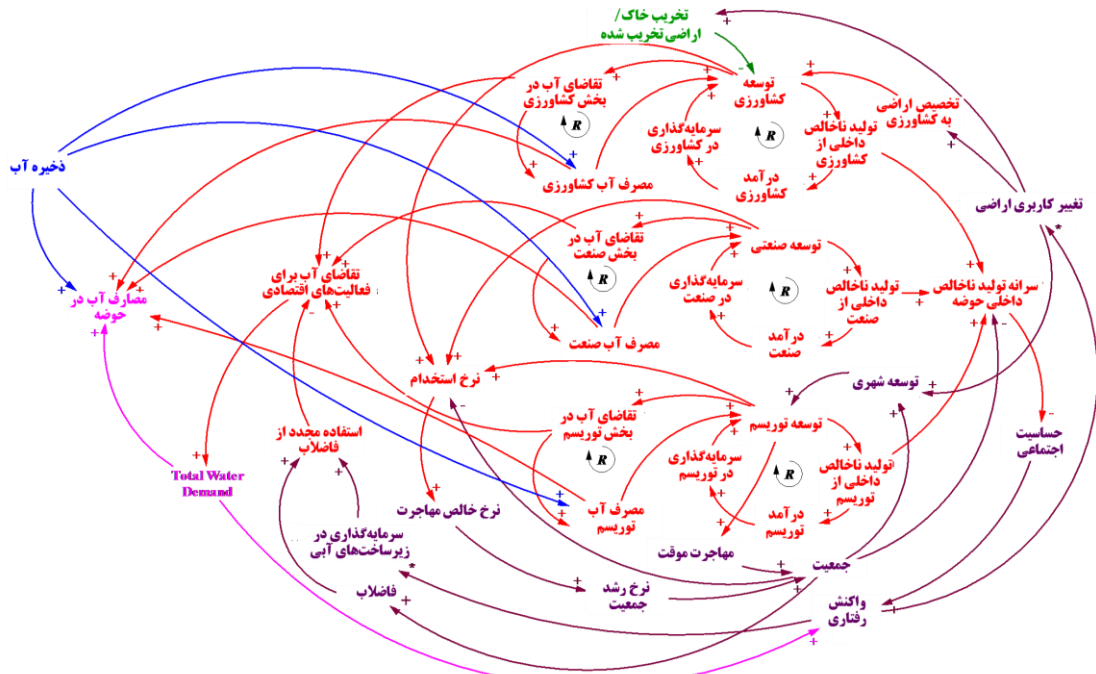 تخریب خاک/
اراضی تخریب شده
توسعه
کشاورزی
تقاضای آب در
بخش کشاورزی
R
سرمایه‌گذاری
در کشاورزی
R
تولید ناخالص
داخلی از
کشاورزی
تخصیص اراضی
به کشاورزی
درآمد
کشاورزی
مصرف آب کشاورزی
ذخیره آب
تغییر کاربری اراضی
توسعه صنعتی
تقاضای آب در
بخش صنعت
R
سرمایه‌گذاری
در صنعت
R
تولید ناخالص
داخلی از
صنعت
سرانه تولید ناخالص
داخلی حوضه
تقاضای آب برای
فعالیت‌های اقتصادی
مصارف آب در
حوضه
درآمد
صنعت
مصرف آب صنعت
نرخ استخدام
توسعه شهری
توسعه توریسم
تقاضای آب در
بخش توریسم
R
سرمایه‌گذاری
در توریسم
R
تولید ناخالص
داخلی از
توریسم
حساسیت
اجتماعی
استفاده مجدد از
فاضلاب
Total Water
Demand
نرخ خالص مهاجرت
مصرف آب
توریسم
درآمد
توریسم
سرمایه‌گذاری در
زیرساخت‌های آبی
مهاجرت موقت
جمعیت
فاضلاب
نرخ رشد
جمعیت
واکنش
رفتاری